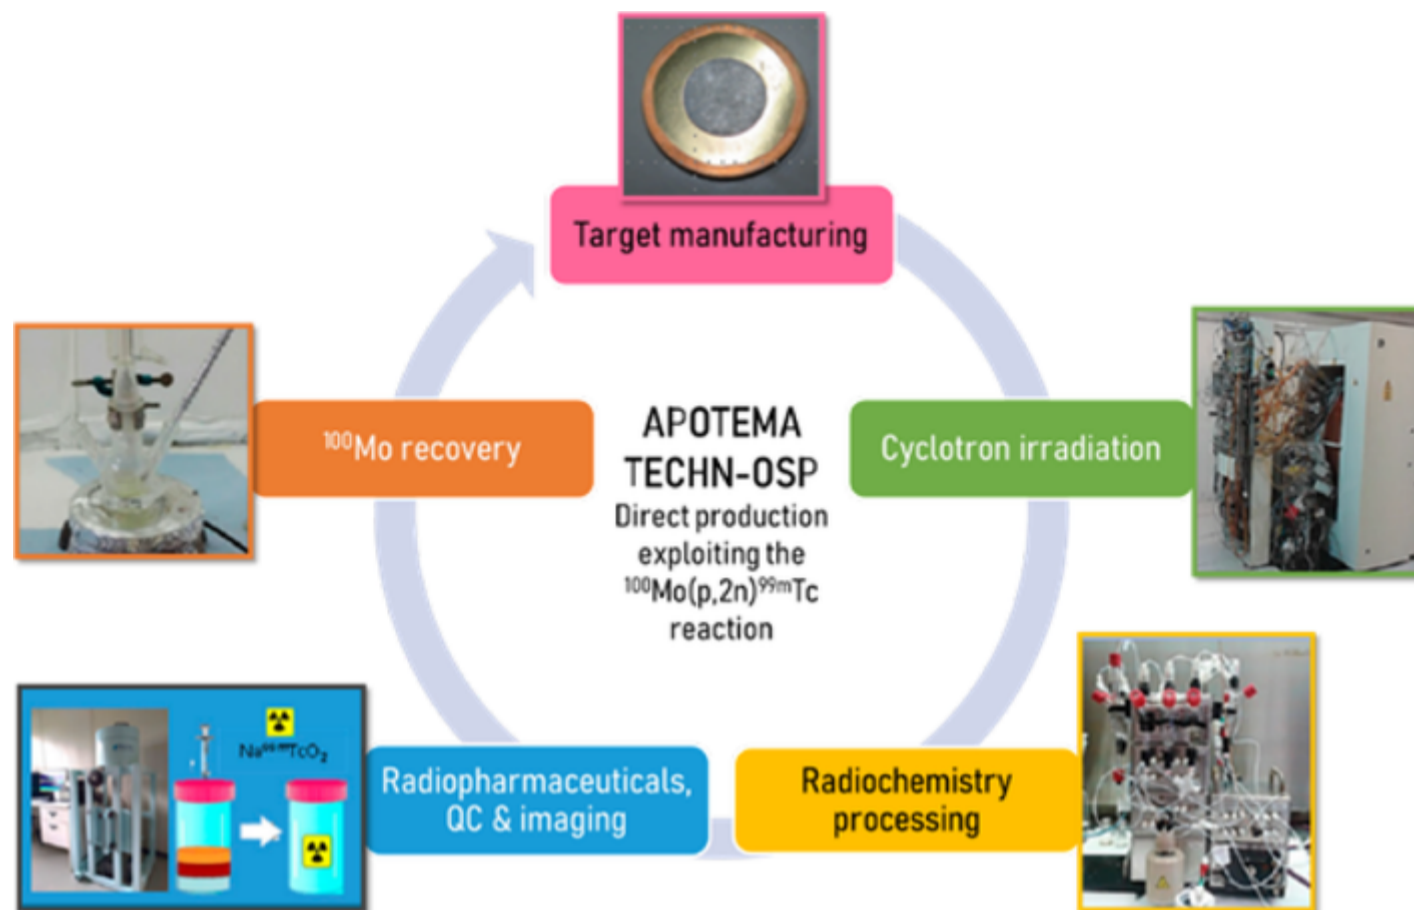 Target manufacturing
Cyclotron irradiation
Radiochemistry
processing
Radiopharmaceuticals,
QC & imaging
¹⁰⁰Mo recovery
APOTEMA
TECHN-OSP
Direct production
exploiting the
¹⁰⁰Mo(p,2n)⁹⁹ᵐTc
reaction